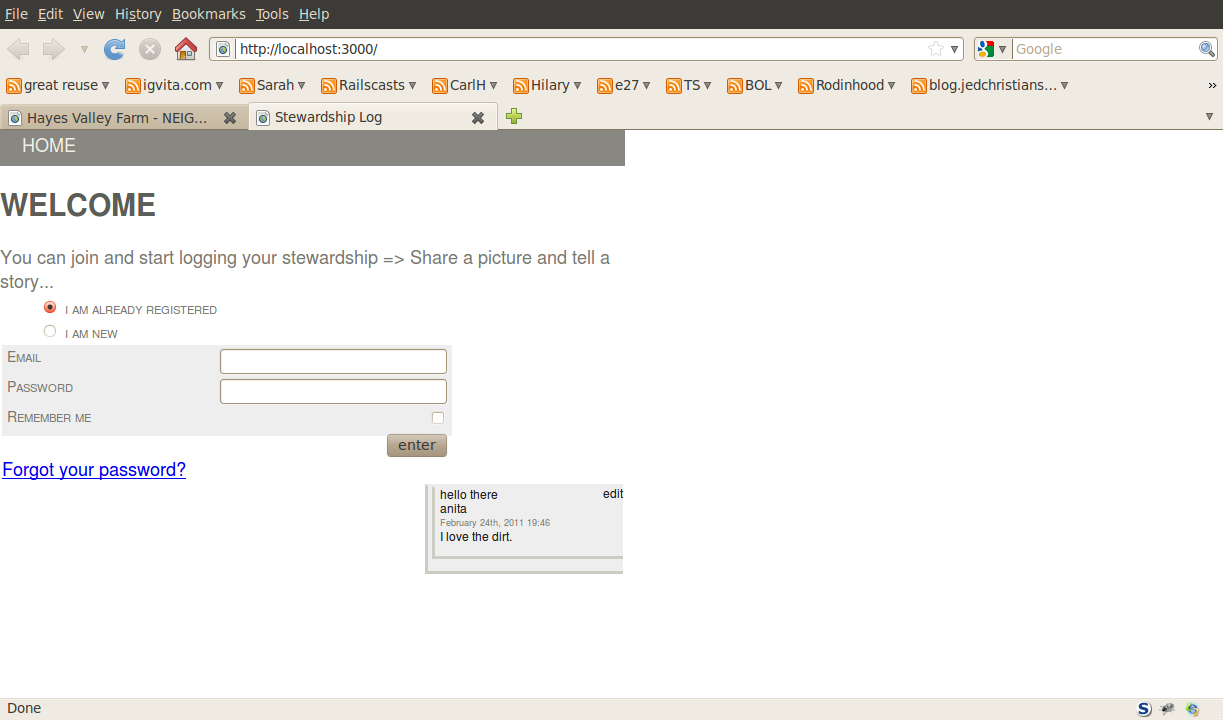 File Edit View History Bookmarks Tools Help
http://localhost:3000/
Google
great reuse igvita.com Sarah Railscasts CarlH Hilary e27 TS BOL Rodinhood blog.jedchristians... »
Hayes Valley Farm - NEIG... Stewardship Log
HOME
WELCOME
You can join and start logging your stewardship => Share a picture and tell a
story...
I AM ALREADY REGISTERED
I AM NEW
EMAIL
PASSWORD
REMEMBER ME
enter
Forgot your password?
hello there edit
anita
February 24th, 2011 19:46
I love the dirt.
Done
S